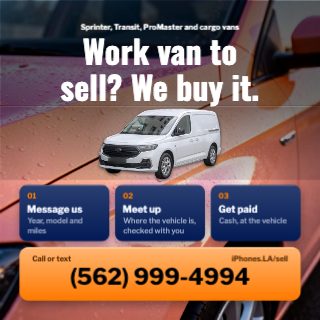 Sprinter, Transit, ProMaster and cargo vans
Work van to
sell? We buy it.
01
Message us
Year, model and
miles
02
Meet up
Where the vehicle is,
checked with you
03
Get paid
Cash, at the vehicle
Call or text
iPhones.LA/sell
(562) 999-4994